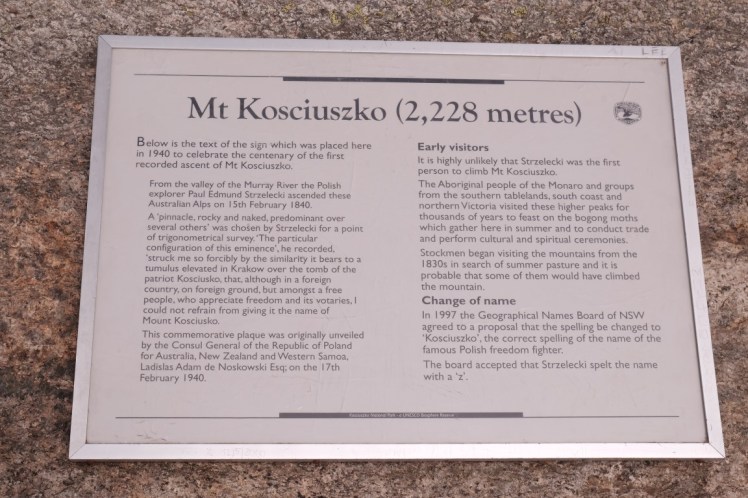 Mt Kosciuszko (2,228 metres)
Below is the text of the sign which was placed here
in 1940 to celebrate the centenary of the first
recorded ascent of Mt Kosciuszko.
From the valley of the Murray River the Polish
explorer Paul Edmund Strzelecki ascended these
Australian Alps on 15th February 1840.
A 'pinnacle, rocky and naked, predominant over
several others' was chosen by Strzelecki for a point
of trigonometrical survey. 'The particular
configuration of this eminence', he recorded,
'struck me so forcibly by the similarity it bears to a
tumulus elevated in Krakow over the tomb of the
patriot Kosciusko, that, although in a foreign
country, on foreign ground, but amongst a free
people, who appreciate freedom and its votaries, I
could not refrain from giving it the name of
Mount Kosciusko.
This commemorative plaque was originally unveiled
by the Consul General of the Republic of Poland
for Australia, New Zealand and Western Samoa,
Ladislas Adam de Noskowski Esq; on the 17th
February 1940.
Early visitors
It is highly unlikely that Strzelecki was the first
person to climb Mt Kosciuszko.
The Aboriginal people of the Monaro and groups
from the southern tablelands, south coast and
northern Victoria visited these higher peaks for
thousands of years to feast on the bogong moths
which gather here in summer and to conduct trade
and perform cultural and spiritual ceremonies.
Stockmen began visiting the mountains from the
1830s in search of summer pasture and it is
probable that some of them would have climbed
the mountain.
Change of name
In 1997 the Geographical Names Board of NSW
agreed to a proposal that the spelling be changed to
'Kosciuszko', the correct spelling of the name of the
famous Polish freedom fighter.
The board accepted that Strzelecki spelt the name
with a 'z'.
Kosciuszko National Park - a UNESCO Biosphere Reserve